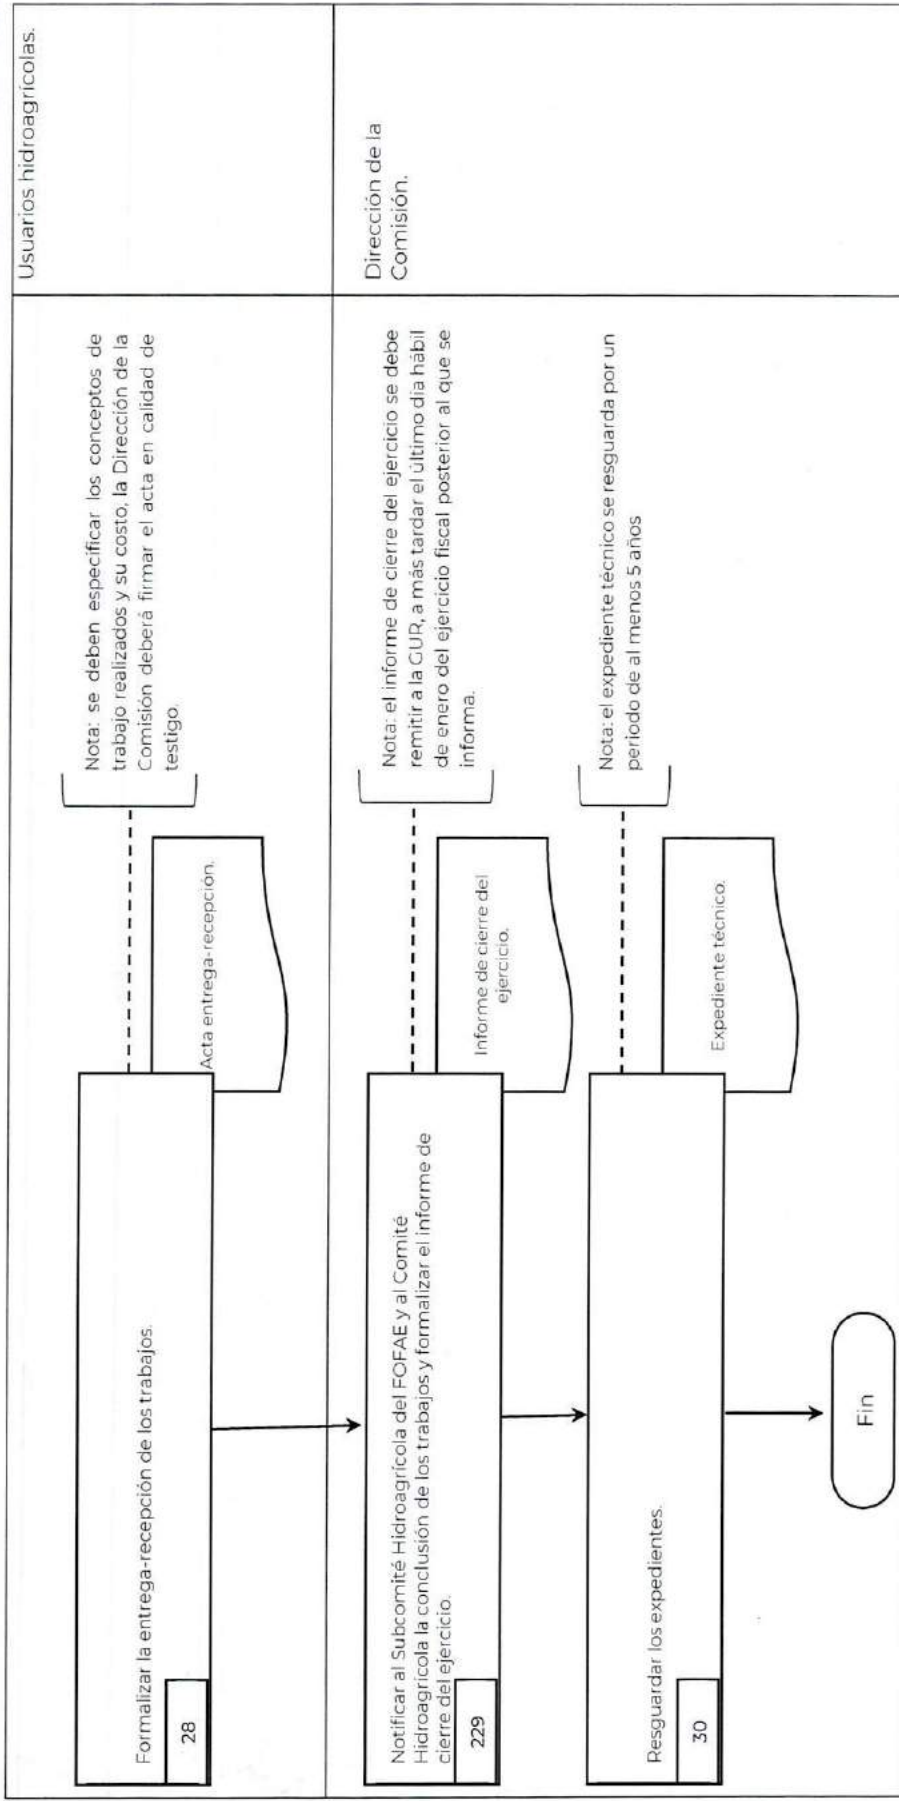 Formalizar la entrega-recepción de los trabajos.
28
Acta entrega-recepción.
Nota: se deben especificar los conceptos de
trabajo realizados y su costo, la Dirección de la
Comisión deberá firmar el acta en calidad de
testigo.
Usuarios hidroagrícolas.
Notificar al Subcomité Hidroagrícola del FOFAE y al Comité
Hidroagrícola la conclusión de los trabajos y formalizar el informe de
cierre del ejercicio.
229
Informe de cierre del
ejercicio.
Nota: el informe de cierre del ejercicio se debe
remitir a la GUR, a más tardar el último día hábil
de enero del ejercicio fiscal posterior al que se
informa.
Dirección de la
Comisión.
Resguardar los expedientes.
30
Expediente técnico.
Nota: el expediente técnico se resguarda por un
periodo de al menos 5 años
Fin